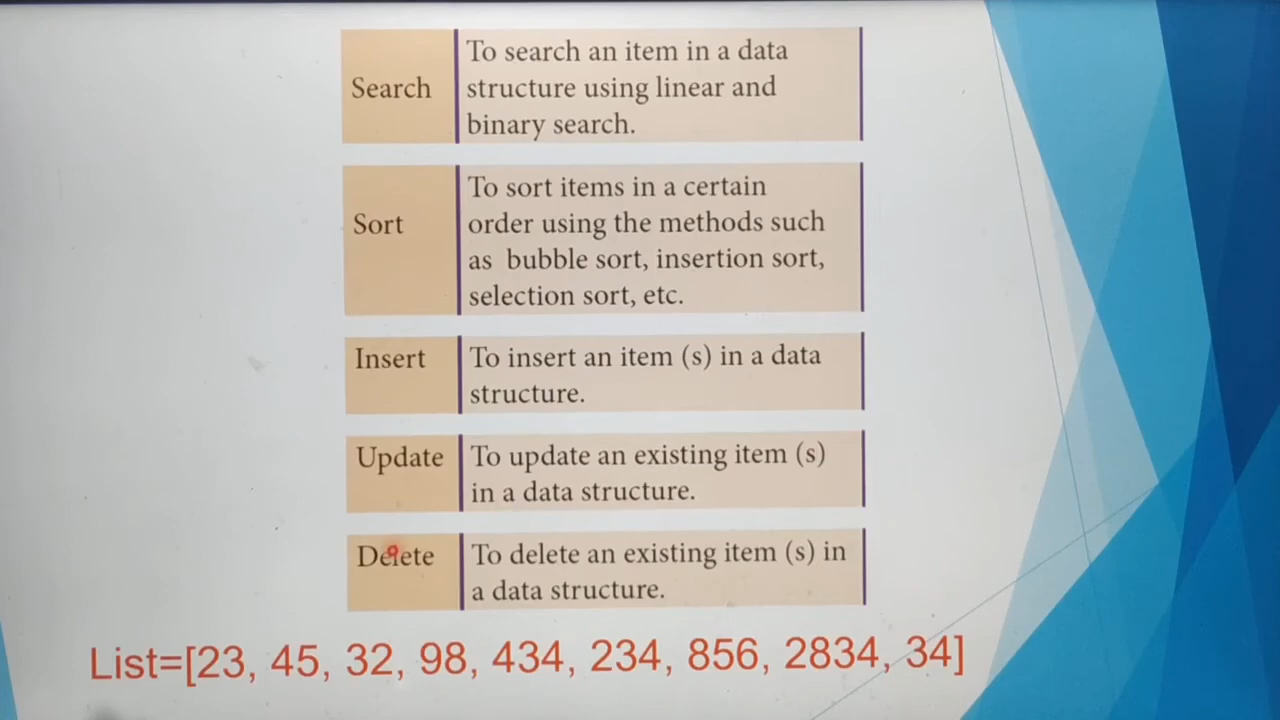 Search
To search an item in a data
structure using linear and
binary search.
Sort
To sort items in a certain
order using the methods such
as bubble sort, insertion sort,
selection sort, etc.
Insert
To insert an item (s) in a data
structure.
Update
To update an existing item (s)
in a data structure.
Delete
To delete an existing item (s) in
a data structure.
List=[23, 45, 32, 98, 434, 234, 856, 2834, 34]